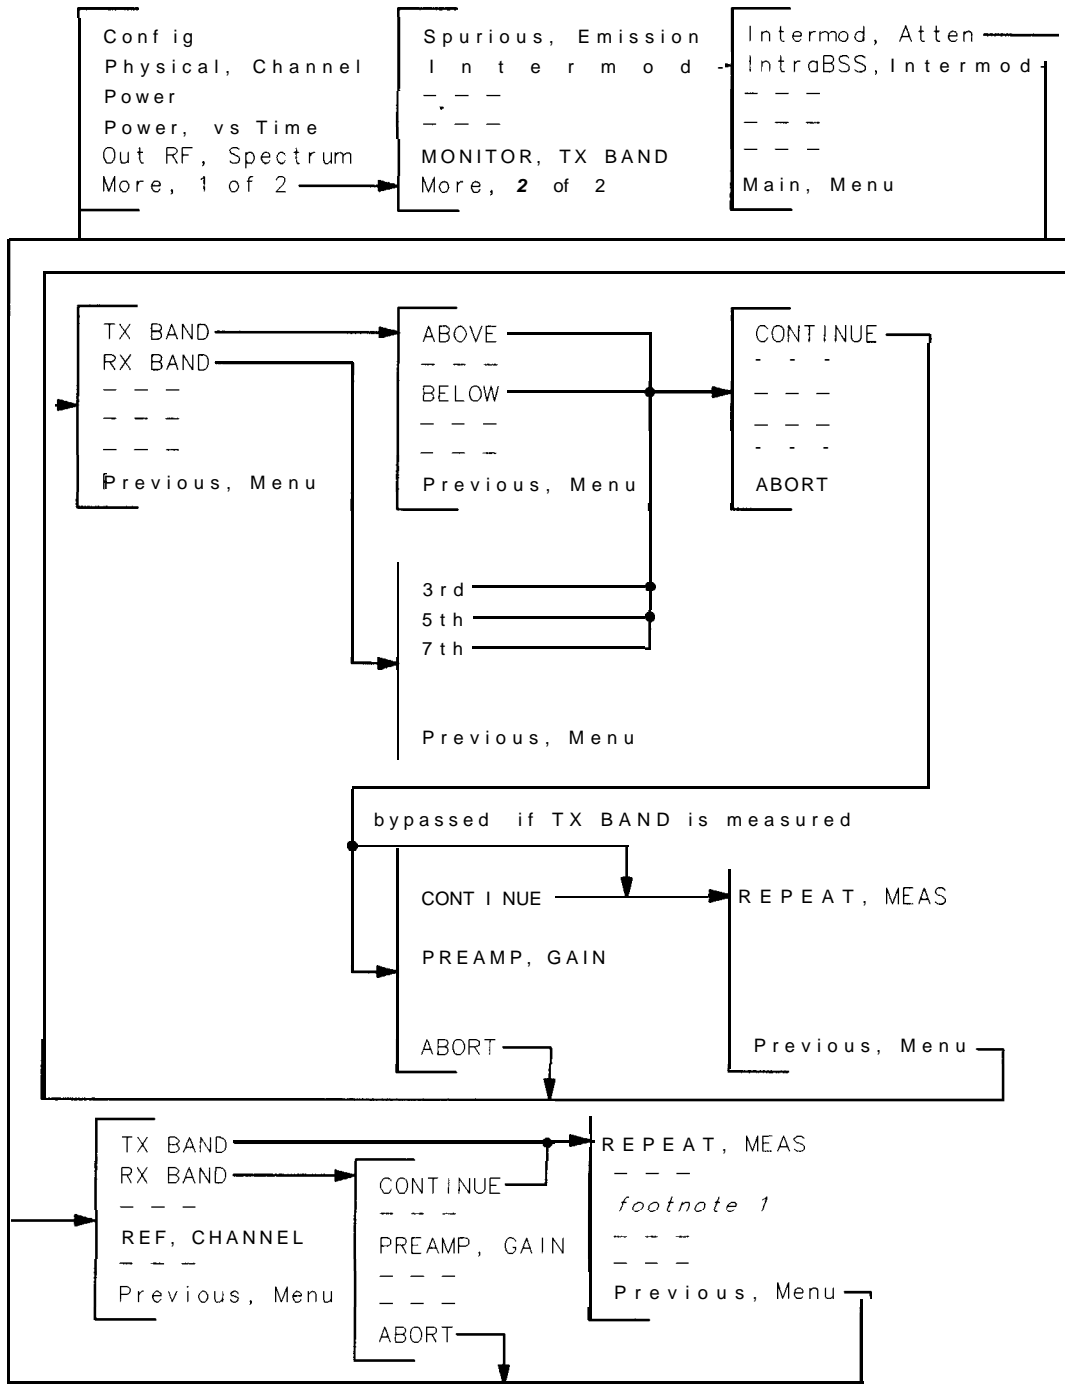 Config
Physical, Channel
Power
Power, vs Time
Out RF, Spectrum
More, 1 of 2
Spurious, Emission
Intermod
- - -
- - -
MONITOR, TX BAND
More, 2 of 2
Intermod, Atten
IntraBSS, Intermod
- - -
- - -
- - -
Main, Menu
TX BAND
RX BAND
- - -
- - -
- - -
Previous, Menu
ABOVE
- - -
BELOW
- - -
- - -
Previous, Menu
CONTINUE
- - -
- - -
- - -
- - -
ABORT
3rd
5th
7th
Previous, Menu
bypassed if TX BAND is measured
CONTINUE
PREAMP, GAIN
ABORT
REPEAT, MEAS
Previous, Menu
TX BAND
RX BAND
- - -
REF, CHANNEL
- - -
Previous, Menu
CONTINUE
- - -
PREAMP, GAIN
- - -
- - -
ABORT
REPEAT, MEAS
- - -
footnote 1
- - -
- - -
Previous, Menu